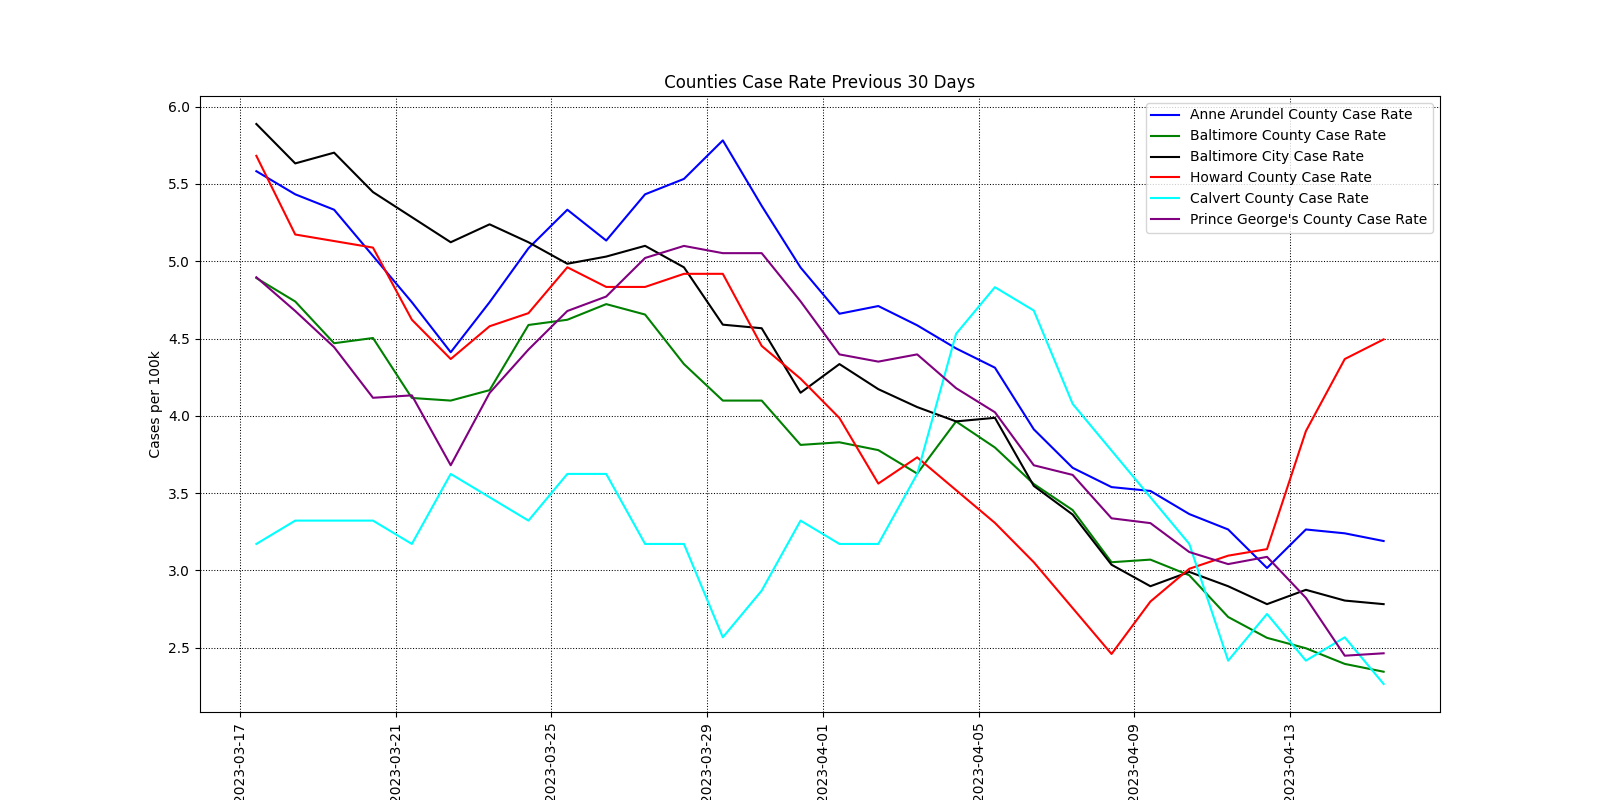 Counties Case Rate Previous 30 Days
Anne Arundel County Case Rate
Baltimore County Case Rate
Baltimore City Case Rate
Howard County Case Rate
Calvert County Case Rate
Prince George's County Case Rate
Cases per 100k
6.0
5.5
5.0
4.5
4.0
3.5
3.0
2.5
2023-03-17
2023-03-21
2023-03-25
2023-03-29
2023-04-01
2023-04-05
2023-04-09
2023-04-13